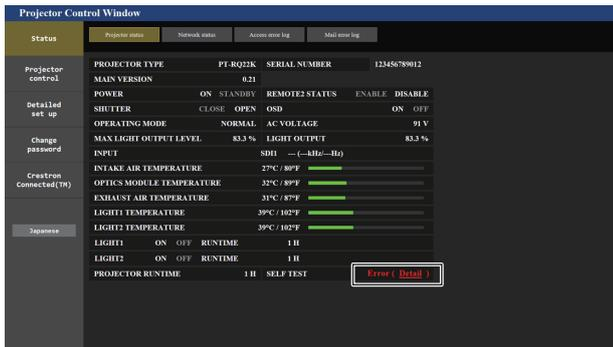 Projector Control Window
Status
Projector status Network status Access error log Mail error log
Projector control
Detailed set up
Change password
Crestron Connected(TM)
Japanese
PROJECTOR TYPE PT-RQ22K SERIAL NUMBER 123456789012
MAIN VERSION 0.21
POWER ON STANDBY REMOTE2 STATUS ENABLE DISABLE
SHUTTER CLOSE OPEN OSD ON OFF
OPERATING MODE NORMAL AC VOLTAGE 91 V
MAX LIGHT OUTPUT LEVEL 83.3 % LIGHT OUTPUT 83.3 %
INPUT SDI1 --- (---kHz/---Hz)
INTAKE AIR TEMPERATURE 27°C / 80°F
OPTICS MODULE TEMPERATURE 32°C / 89°F
EXHAUST AIR TEMPERATURE 31°C / 87°F
LIGHT1 TEMPERATURE 39°C / 102°F
LIGHT2 TEMPERATURE 39°C / 102°F
LIGHT1 ON OFF RUNTIME 1 H
LIGHT2 ON OFF RUNTIME 1 H
PROJECTOR RUNTIME 1 H SELF TEST Error ( Detail )